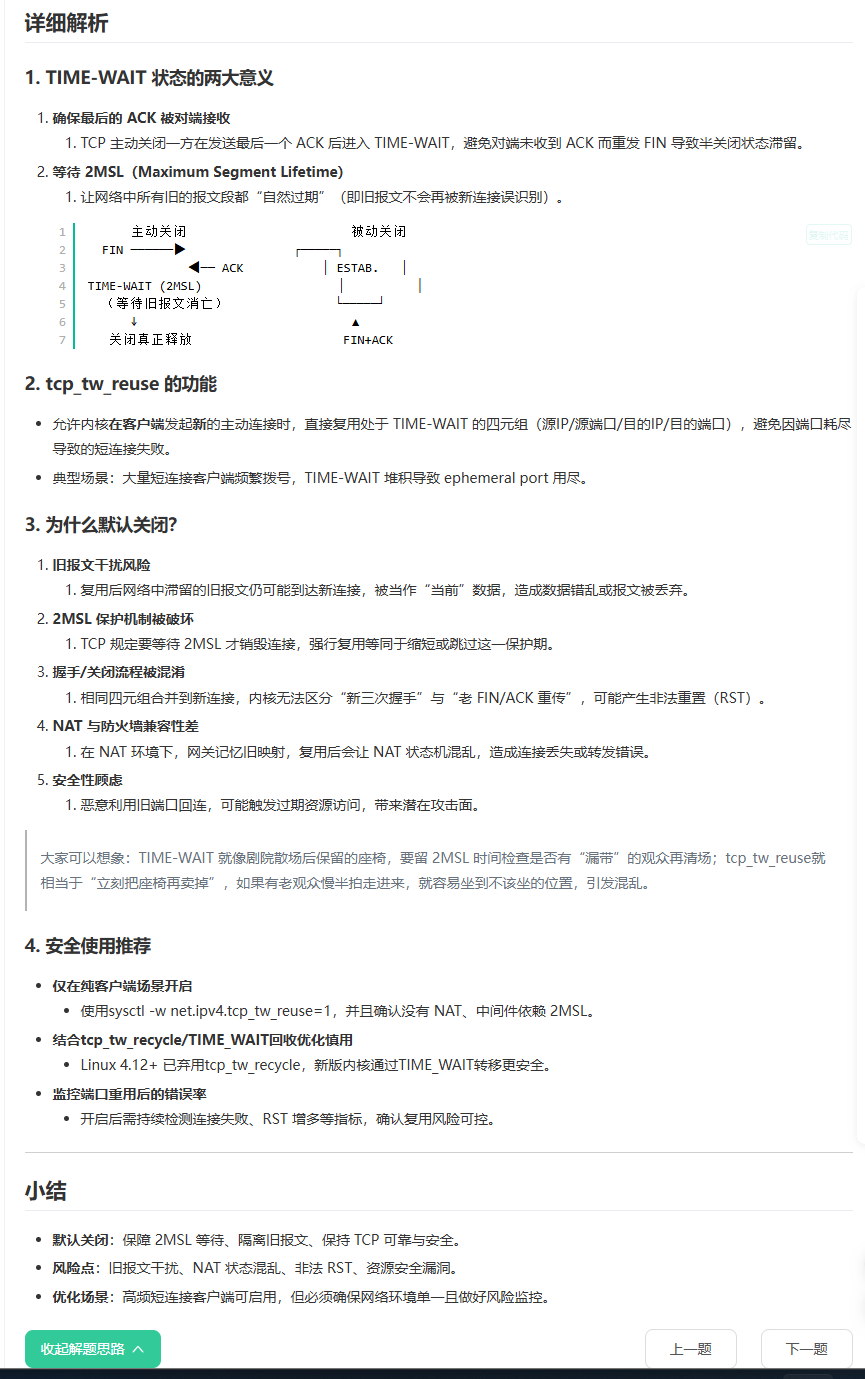 详细解析
1. TIME-WAIT 状态的两大意义
1. 确保最后的 ACK 被对端接收
1. TCP 主动关闭一方在发送最后一个 ACK 后进入 TIME-WAIT，避免对端未收到 ACK 而重发 FIN 导致半关闭状态滞留。
2. 等待 2MSL（Maximum Segment Lifetime）
1. 让网络中所有旧的报文段都“自然过期”（即旧报文不会再被新连接误识别）。
复制代码
1 主动关闭 被动关闭
2 FIN ──────▶ ┌─────┐
3 ◀── ACK │ ESTAB. │
4 TIME-WAIT (2MSL) │ │
5 （等待旧报文消亡） └─────┘
6 ↓ ▲
7 关闭真正释放 FIN+ACK
2. tcp_tw_reuse 的功能
• 允许内核在客户端发起新的主动连接时，直接复用处于 TIME-WAIT 的四元组（源IP/源端口/目的IP/目的端口），避免因端口耗尽
导致的短连接失败。
• 典型场景：大量短连接客户端频繁拨号，TIME-WAIT 堆积导致 ephemeral port 用尽。
3. 为什么默认关闭？
1. 旧报文干扰风险
1. 复用后网络中滞留的旧报文仍可能到达新连接，被当作“当前”数据，造成数据错乱或报文被丢弃。
2. 2MSL 保护机制被破坏
1. TCP 规定要等待 2MSL 才销毁连接，强行复用等同于缩短或跳过这一保护期。
3. 握手/关闭流程被混淆
1. 相同四元组合并到新连接，内核无法区分“新三次握手”与“老 FIN/ACK 重传”，可能产生非法重置（RST）。
4. NAT 与防火墙兼容性差
1. 在 NAT 环境下，网关记忆旧映射，复用后会让 NAT 状态机混乱，造成连接丢失或转发错误。
5. 安全性顾虑
1. 恶意利用旧端口回连，可能触发过期资源访问，带来潜在攻击面。
大家可以想象：TIME-WAIT 就像剧院散场后保留的座椅，要留 2MSL 时间检查是否有“漏带”的观众再清场；tcp_tw_reuse就
相当于“立刻把座椅再卖掉”，如果有老观众慢半拍走进来，就容易坐到不该坐的位置，引发混乱。
4. 安全使用推荐
• 仅在纯客户端场景开启
• 使用sysctl -w net.ipv4.tcp_tw_reuse=1，并且确认没有 NAT、中间件依赖 2MSL。
• 结合tcp_tw_recycle/TIME_WAIT回收优化慎用
• Linux 4.12+ 已弃用tcp_tw_recycle，新版内核通过TIME_WAIT转移更安全。
• 监控端口重用后的错误率
• 开启后需持续检测连接失败、RST 增多等指标，确认复用风险可控。
小结
• 默认关闭：保障 2MSL 等待、隔离旧报文、保持 TCP 可靠与安全。
• 风险点：旧报文干扰、NAT 状态混乱、非法 RST、资源安全漏洞。
• 优化场景：高频短连接客户端可启用，但必须确保网络环境单一且做好风险监控。
收起解题思路 上一题 下一题